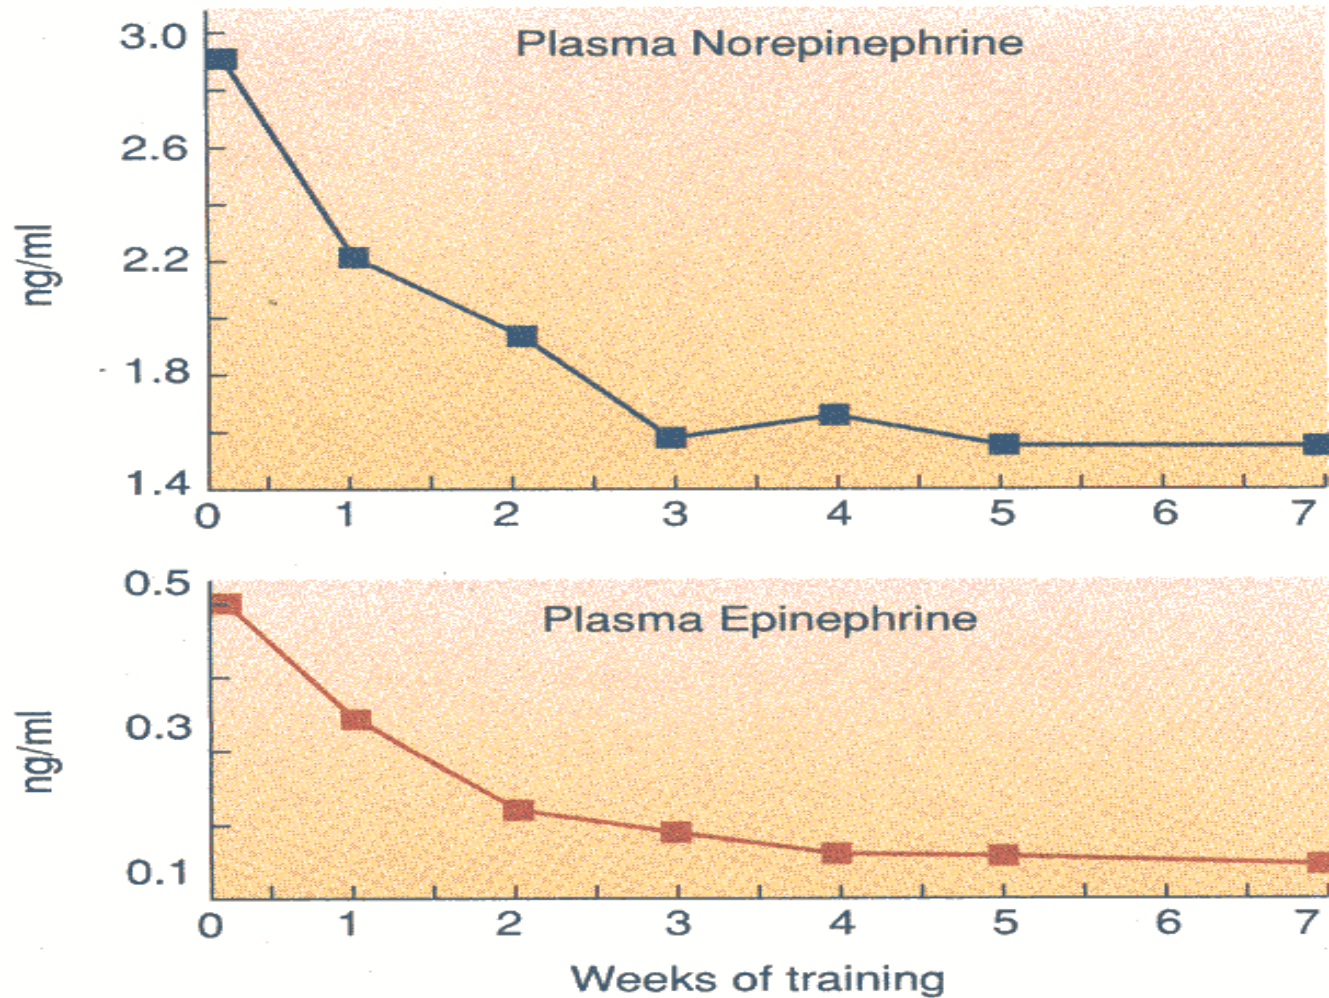 Plasma Norepinephrine
3.0
2.6
2.2
1.8
1.4
ng/ml
0 1 2 3 4 5 6 7
Plasma Epinephrine
0.5
0.3
0.1
ng/ml
0 1 2 3 4 5 6 7
Weeks of training